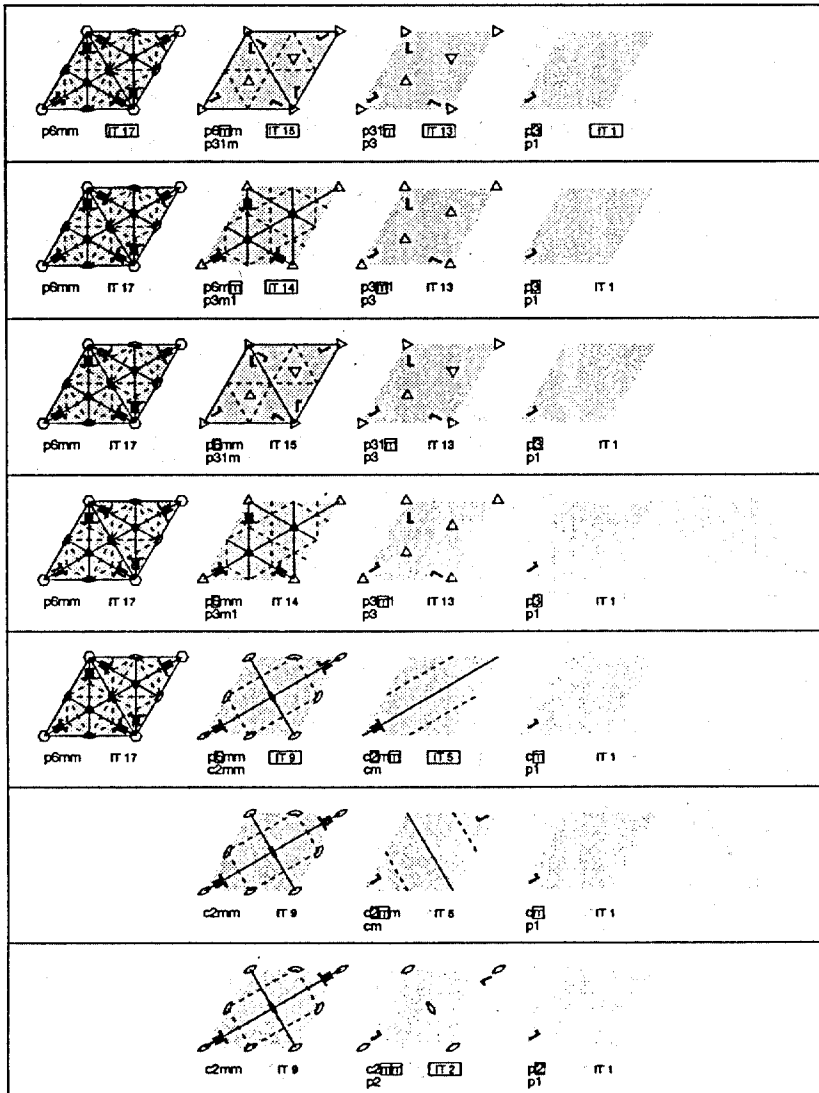 p6mm IT 17 p6mm IT 15 p31m IT 13 p3 IT 1
p31m p3 p1
p6mm IT 17 p6mm IT 14 p3m1 IT 13 p3 IT 1
p3m1 p3 p1
p6mm IT 17 p6mm IT 15 p31m IT 13 p3 IT 1
p31m p3 p1
p6mm IT 17 p6mm IT 14 p3m1 IT 13 p3 IT 1
p3m1 p3 p1
p6mm IT 17 p6mm IT 9 c2mm IT 5 cm IT 1
c2mm cm p1
c2mm IT 9 c2mm IT 5 cm IT 1
cm p1
c2mm IT 9 c2mm IT 2 p2 IT 1
p2 p1